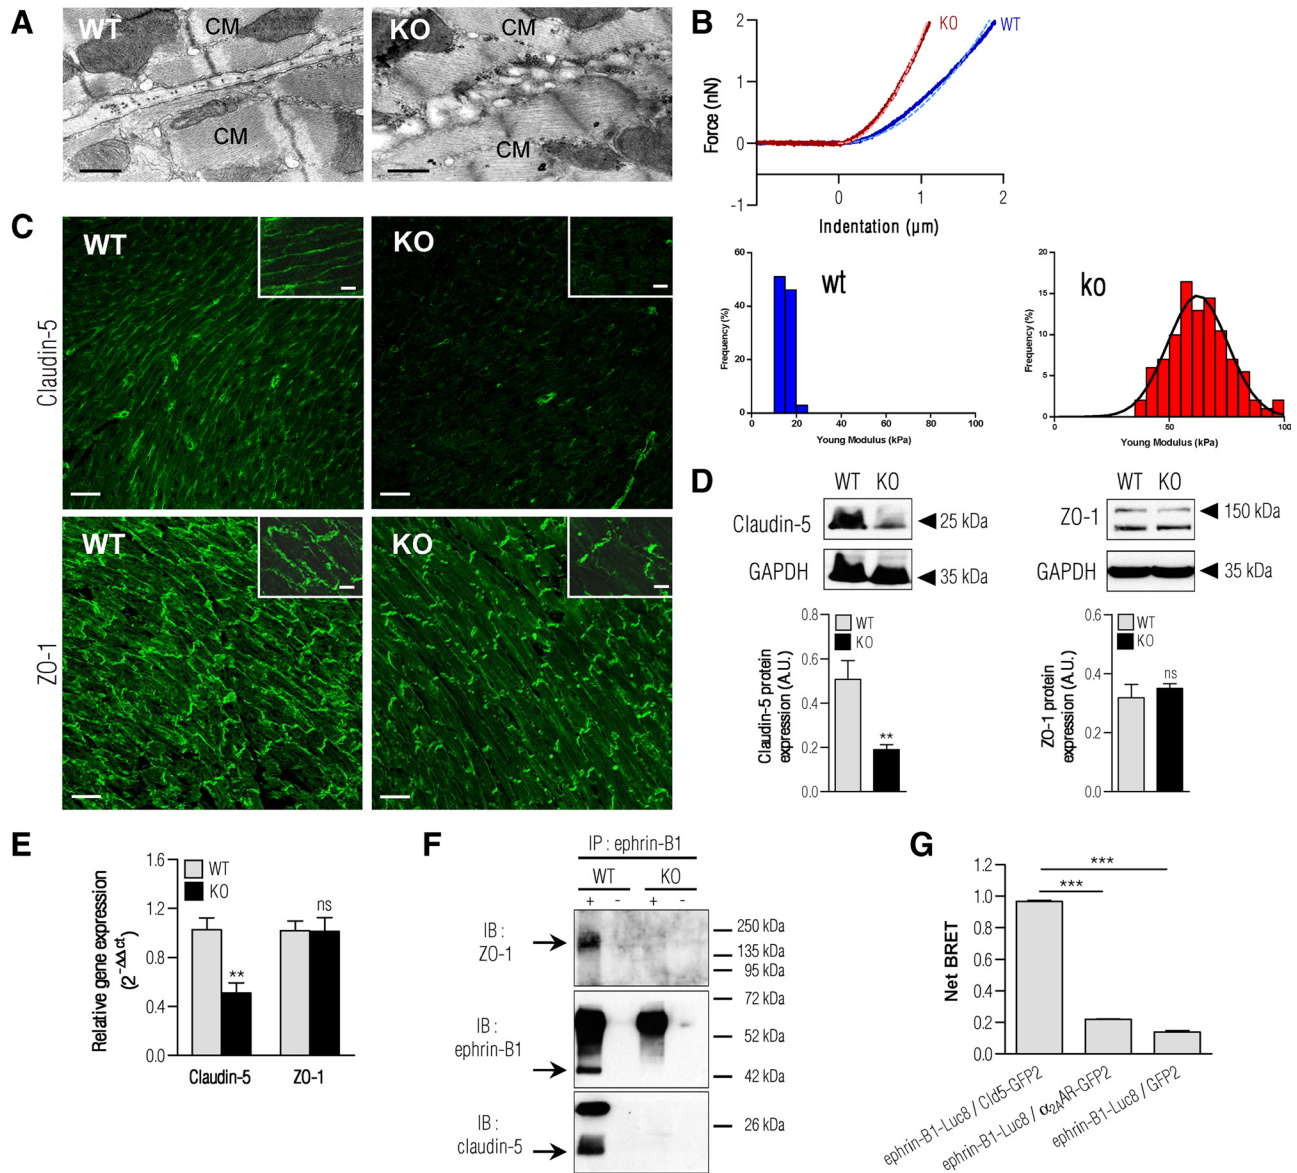 A
WT
CM
CM
KO
CM
CM
B
2
1
0
-1
Force (nN)
KO
WT
0
1
2
Indentation (µm)
60
40
20
0
Frequency (%)
wt
0
20
40
60
80
100
Young Modulus (kPa)
20
15
10
5
0
Frequency (%)
ko
0
50
100
Young Modulus (kPa)
C
Claudin-5
WT
KO
ZO-1
WT
KO
D
WT KO
Claudin-5
25 kDa
GAPDH
35 kDa
0.8
0.6
0.4
0.2
0.0
Claudin-5 protein
expression (A.U.)
WT
KO
**
WT KO
ZO-1
150 kDa
GAPDH
35 kDa
0.6
0.4
0.2
0.0
ZO-1 protein
expression (A.U.)
WT
KO
ns
E
1.6
1.2
0.8
0.4
0.0
Relative gene expression
(2^-ΔΔct)
WT
KO
**
ns
Claudin-5
ZO-1
F
IP : ephrin-B1
WT KO
+ - + -
IB :
ZO-1
250 kDa
135 kDa
95 kDa
IB :
ephrin-B1
72 kDa
52 kDa
42 kDa
IB :
claudin-5
26 kDa
G
1.2
1.0
0.8
0.6
0.4
0.2
0.0
Net BRET
***
***
ephrin-B1-Luc8 / Cld5-GFP2
ephrin-B1-Luc8 / α2AAR-GFP2
ephrin-B1-Luc8 / GFP2